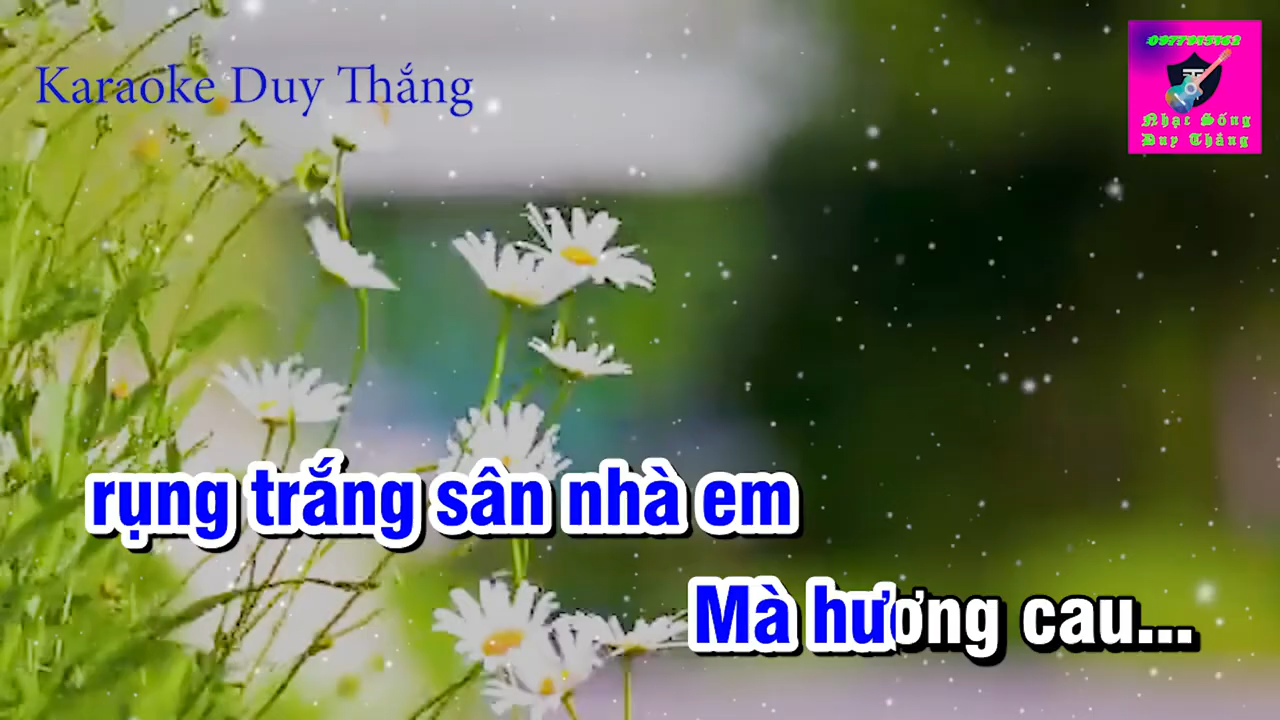 Karaoke Duy Thắng
Nhạc Sống
Duy Thắng
rụng trắng sân nhà em
Mà hương cau...